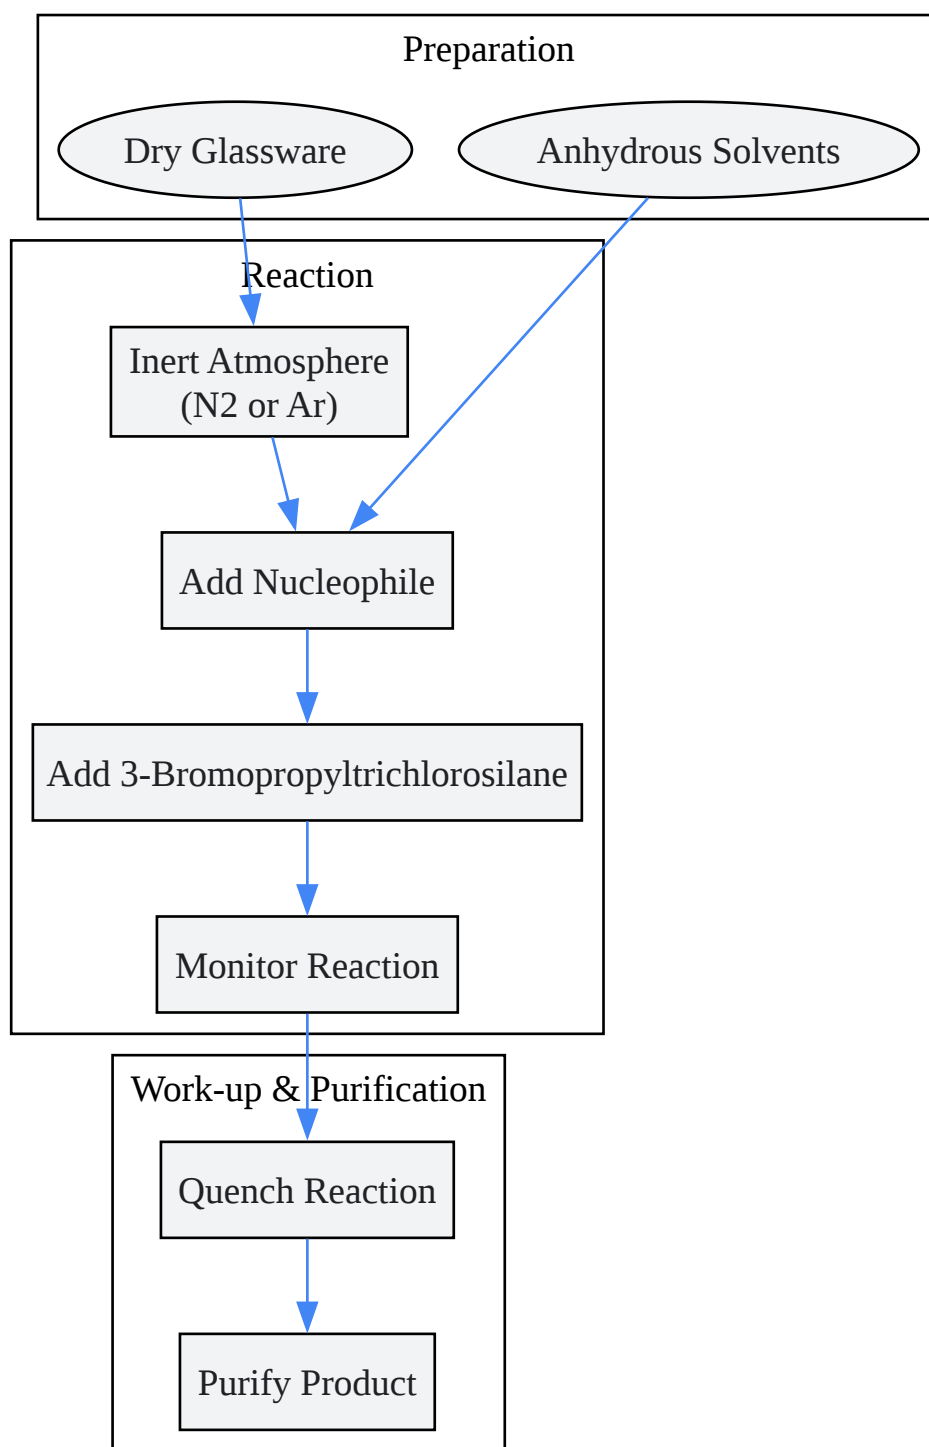 Preparation
Dry Glassware
Anhydrous Solvents
Reaction
Inert Atmosphere
(N2 or Ar)
Add Nucleophile
Add 3-Bromopropyltrichlorosilane
Monitor Reaction
Work-up & Purification
Quench Reaction
Purify Product